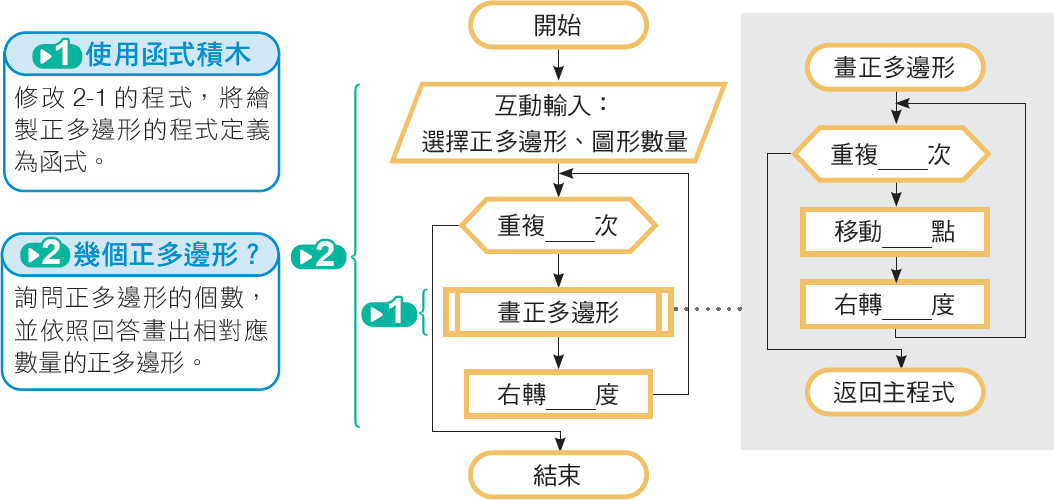 1 使用函式積木
修改 2-1 的程式，將繪
製正多邊形的程式定義
為函式。
2 幾個正多邊形？
詢問正多邊形的個數，
並依照回答畫出相對應
數量的正多邊形。
2
1
開始
互動輸入：
選擇正多邊形、圖形數量
重複____次
畫正多邊形
右轉____度
結束
畫正多邊形
重複____次
移動____點
右轉____度
返回主程式